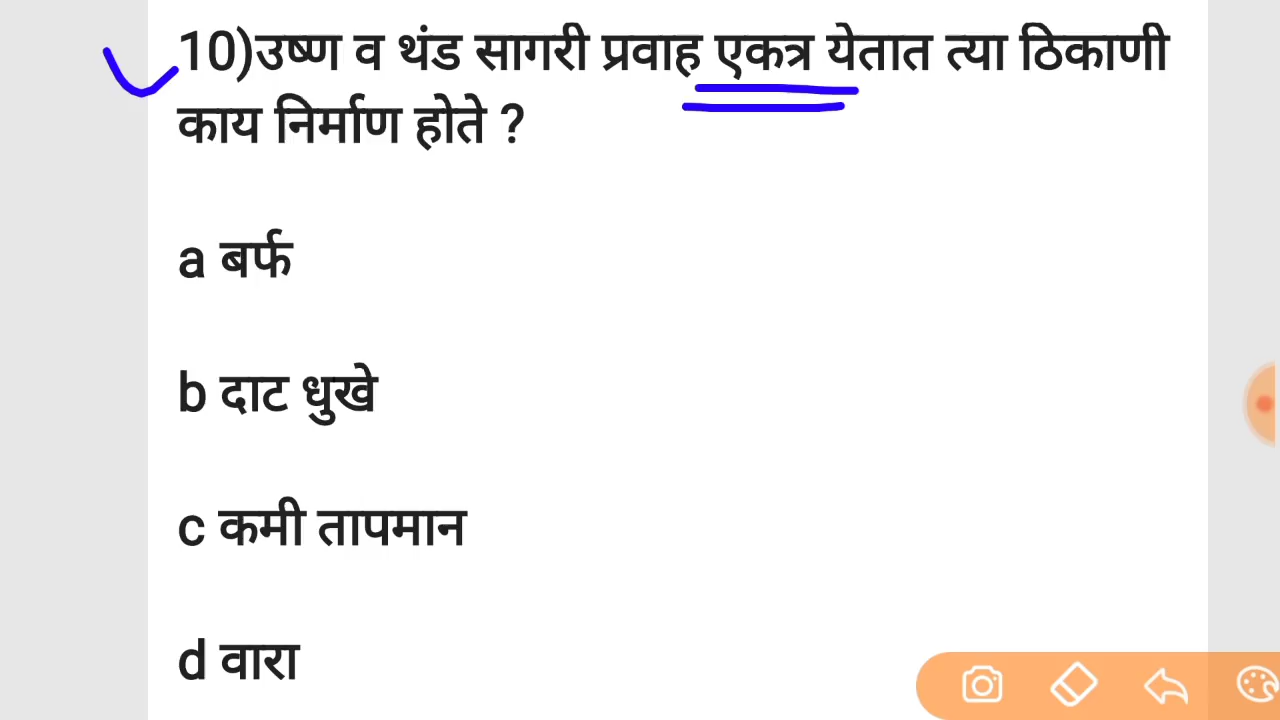 10)उष्ण व थंड सागरी प्रवाह एकत्र येतात त्या ठिकाणी
काय निर्माण होते ?
a बर्फ
b दाट धुखे
c कमी तापमान
d वारा